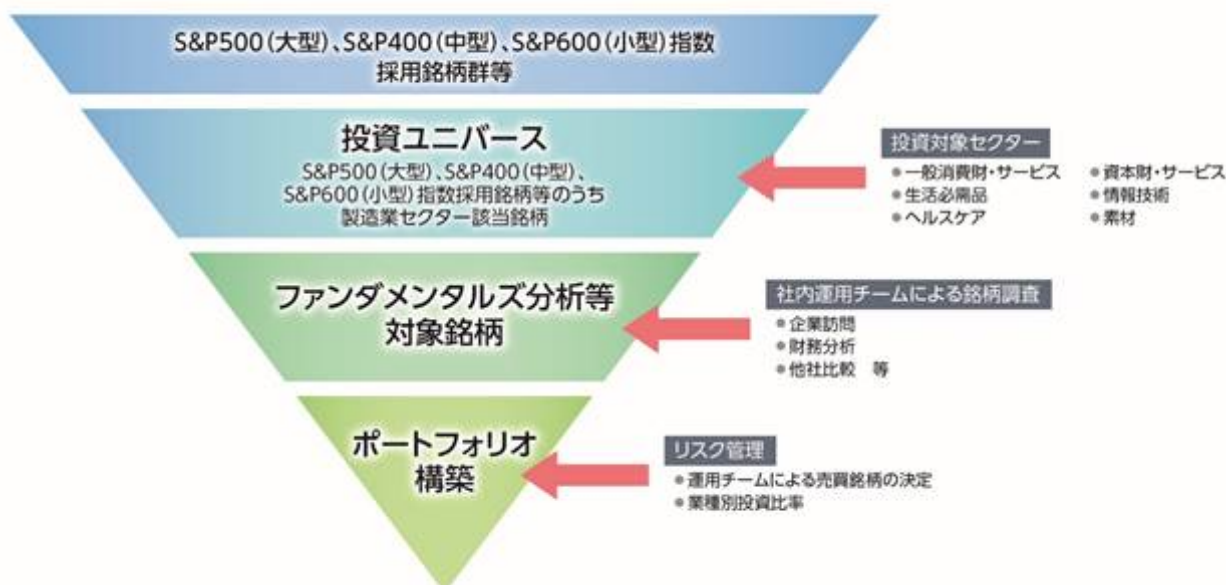 S&P500(大型)、S&P400(中型)、S&P600(小型)指数
採用銘柄群等
投資ユニバース
S&P500(大型)、S&P400(中型)、
S&P600(小型)指数採用銘柄等のうち
製造業セクター該当銘柄
投資対象セクター
●一般消費財・サービス ●資本財・サービス
●生活必需品 ●情報技術
●ヘルスケア ●素材
ファンダメンタルズ分析等
対象銘柄
社内運用チームによる銘柄調査
●企業訪問
●財務分析
●他社比較 等
ポートフォリオ
構築
リスク管理
●運用チームによる売買銘柄の決定
●業種別投資比率